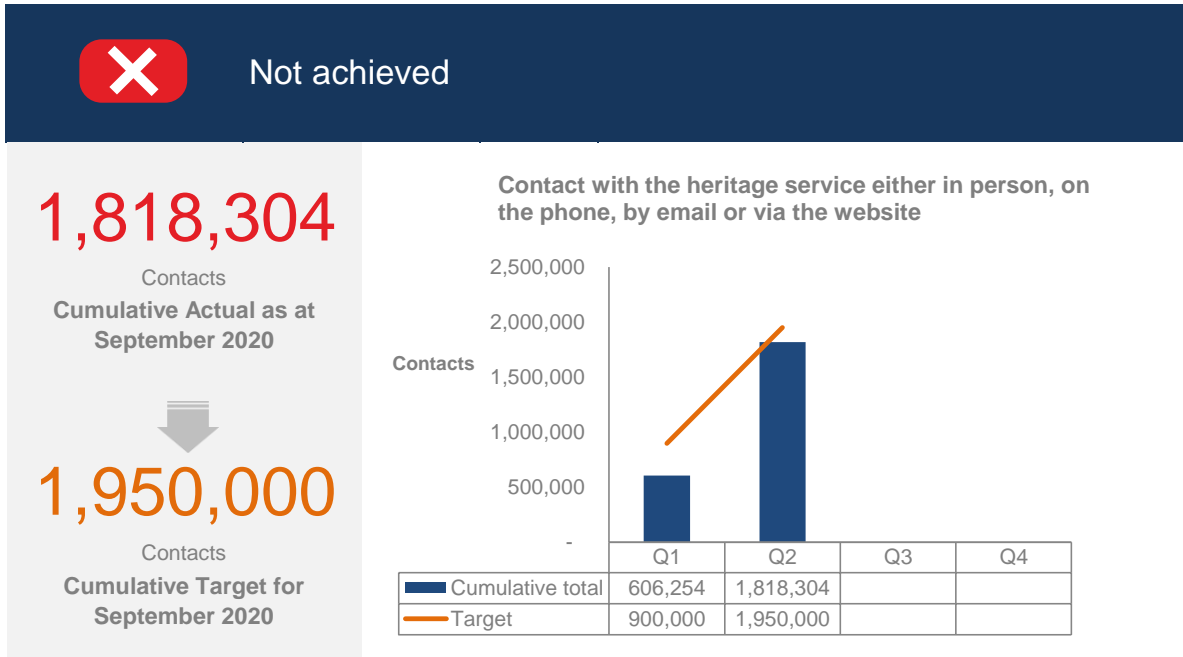 Not achieved
1,818,304
Contacts
Cumulative Actual as at
September 2020
1,950,000
Contacts
Cumulative Target for
September 2020
Contact with the heritage service either in person, on
the phone, by email or via the website
Contacts
2,500,000
2,000,000
1,500,000
1,000,000
500,000
-
Q1 Q2 Q3 Q4
Cumulative total 606,254 1,818,304
Target 900,000 1,950,000